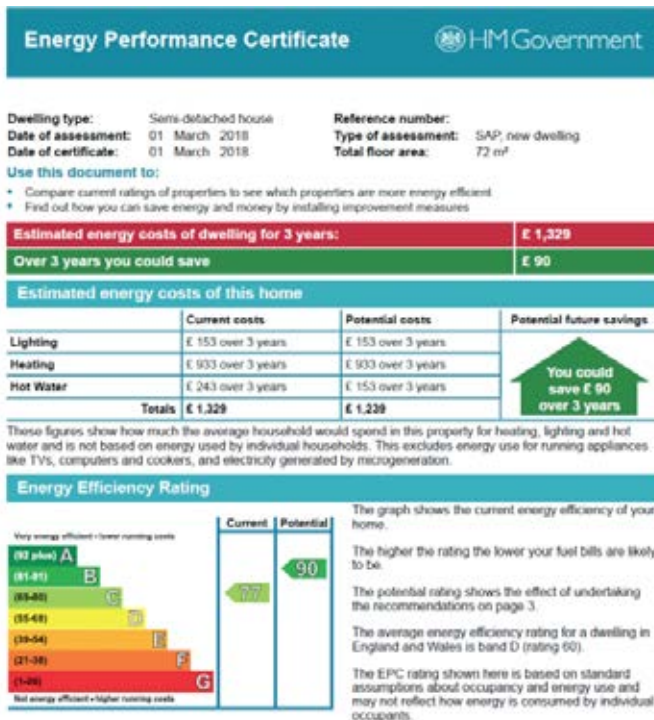 Energy Performance Certificate
HM Government
Dwelling type: Semi-detached house
Reference number:
Date of assessment: 01 March 2018
Type of assessment: SAP, new dwelling
Date of certificate: 01 March 2018
Total floor area: 72 m²
Use this document to:
• Compare current ratings of properties to see which properties are more energy efficient
• Find out how you can save energy and money by installing improvement measures
Estimated energy costs of dwelling for 3 years: £ 1,329
Over 3 years you could save £ 90
Estimated energy costs of this home
Current costs Potential costs Potential future savings
Lighting £ 153 over 3 years £ 153 over 3 years
Heating £ 933 over 3 years £ 933 over 3 years
Hot Water £ 243 over 3 years £ 153 over 3 years
Totals £ 1,329 £ 1,239
You could
save £ 90
over 3 years
These figures show how much the average household would spend in this property for heating, lighting and hot
water and is not based on energy used by individual households. This excludes energy use for running appliances
like TVs, computers and cookers, and electricity generated by microgeneration.
Energy Efficiency Rating
Current Potential
Very energy efficient - lower running costs
(92 plus) A
(81-91) B
(69-80) C
(55-68) D
(39-54) E
(21-38) F
(1-20) G
Not energy efficient - higher running costs
77
90
The graph shows the current energy efficiency of your
home.
The higher the rating the lower your fuel bills are likely
to be.
The potential rating shows the effect of undertaking
the recommendations on page 3.
The average energy efficiency rating for a dwelling in
England and Wales is band D (rating 60).
The EPC rating shown here is based on standard
assumptions about occupancy and energy use and
may not reflect how energy is consumed by individual
occupants.